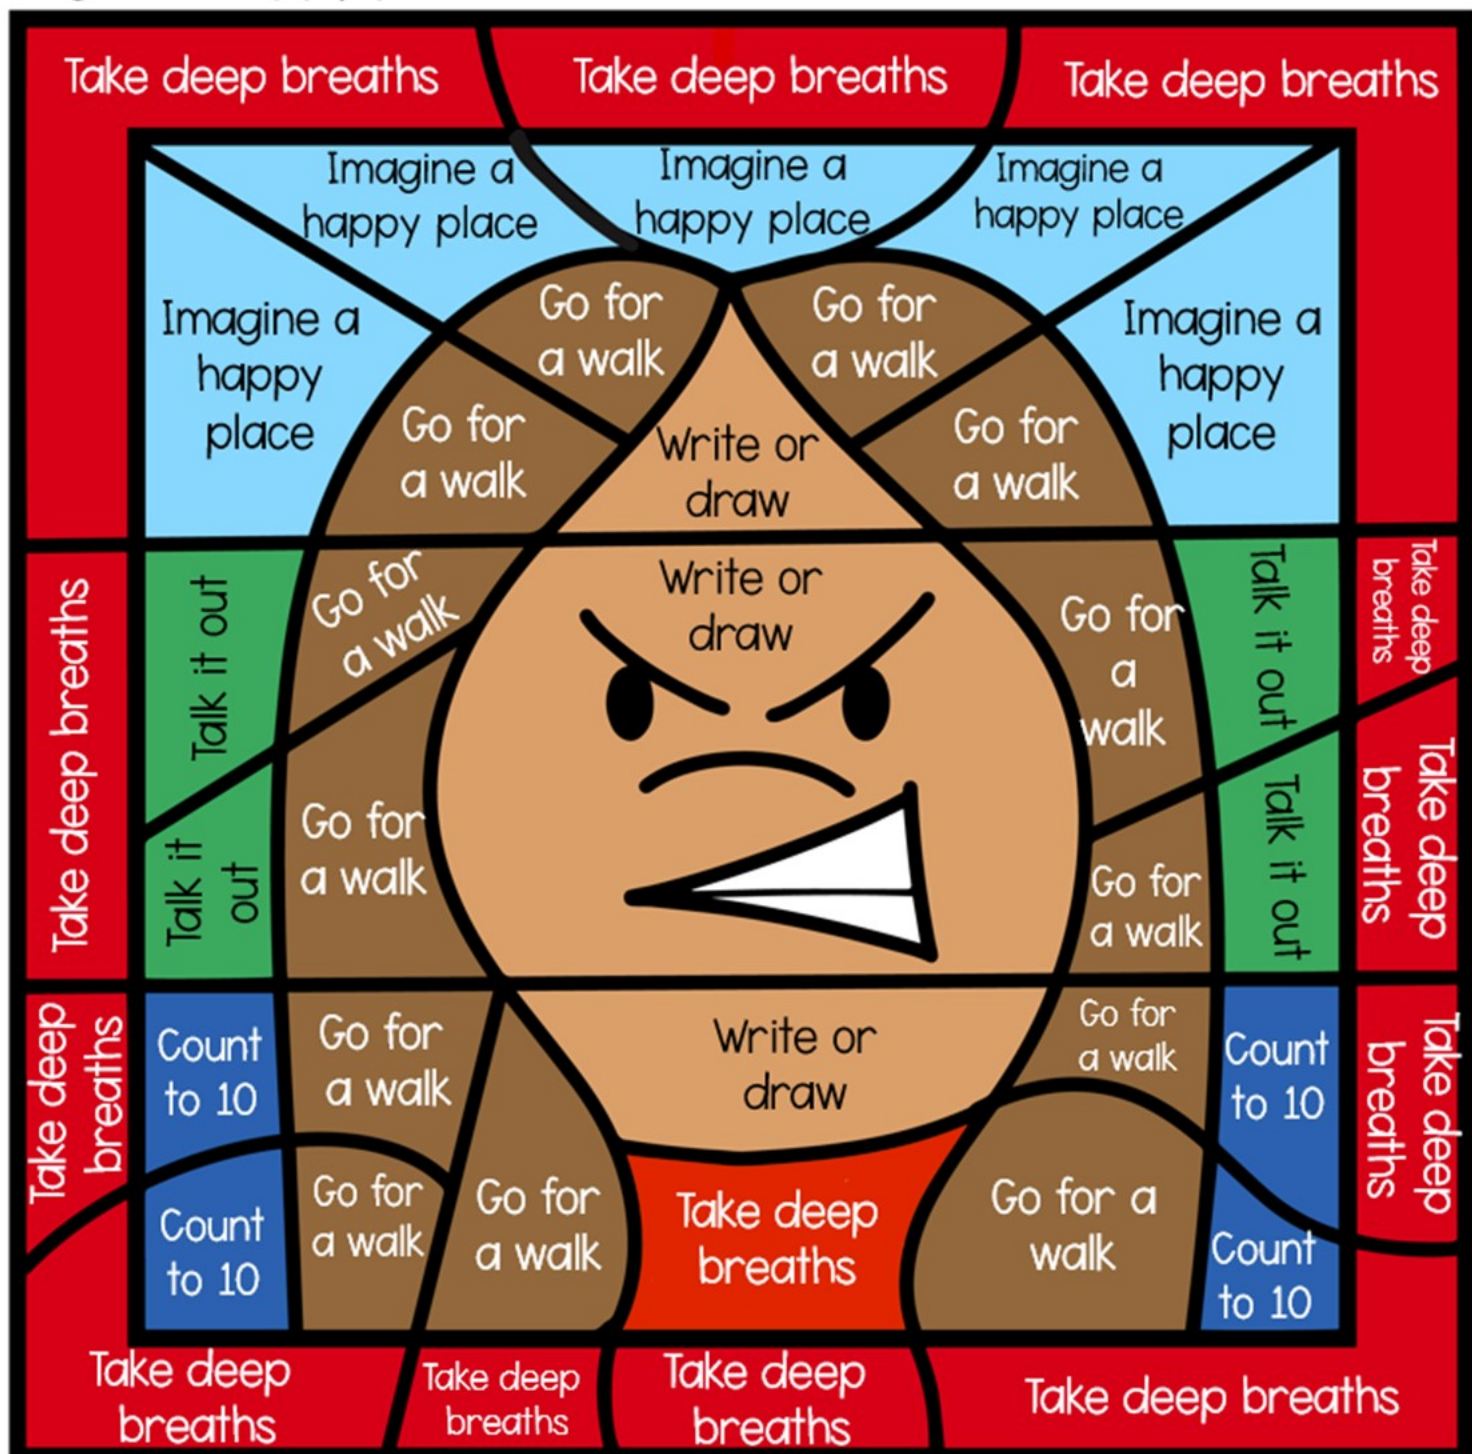 Take deep breaths
Take deep breaths
Take deep breaths
Imagine a
happy place
Imagine a
happy place
Imagine a
happy place
Imagine a
happy
place
Go for
a walk
Go for
a walk
Imagine a
happy
place
Go for
a walk
Write or
draw
Go for
a walk
Take deep breaths
Talk it out
Go for
a walk
Write or
draw
Go for
a
walk
Talk it out
Take deep
breaths
Talk it
out
Go for
a walk
Go for
a walk
Talk it out
Take deep
breaths
Take deep
breaths
Count
to 10
Go for
a walk
Write or
draw
Go for
a walk
Count
to 10
Take deep
breaths
Count
to 10
Go for
a walk
Go for
a walk
Take deep
breaths
Go for a
walk
Count
to 10
Take deep
breaths
Take deep
breaths
Take deep
breaths
Take deep breaths